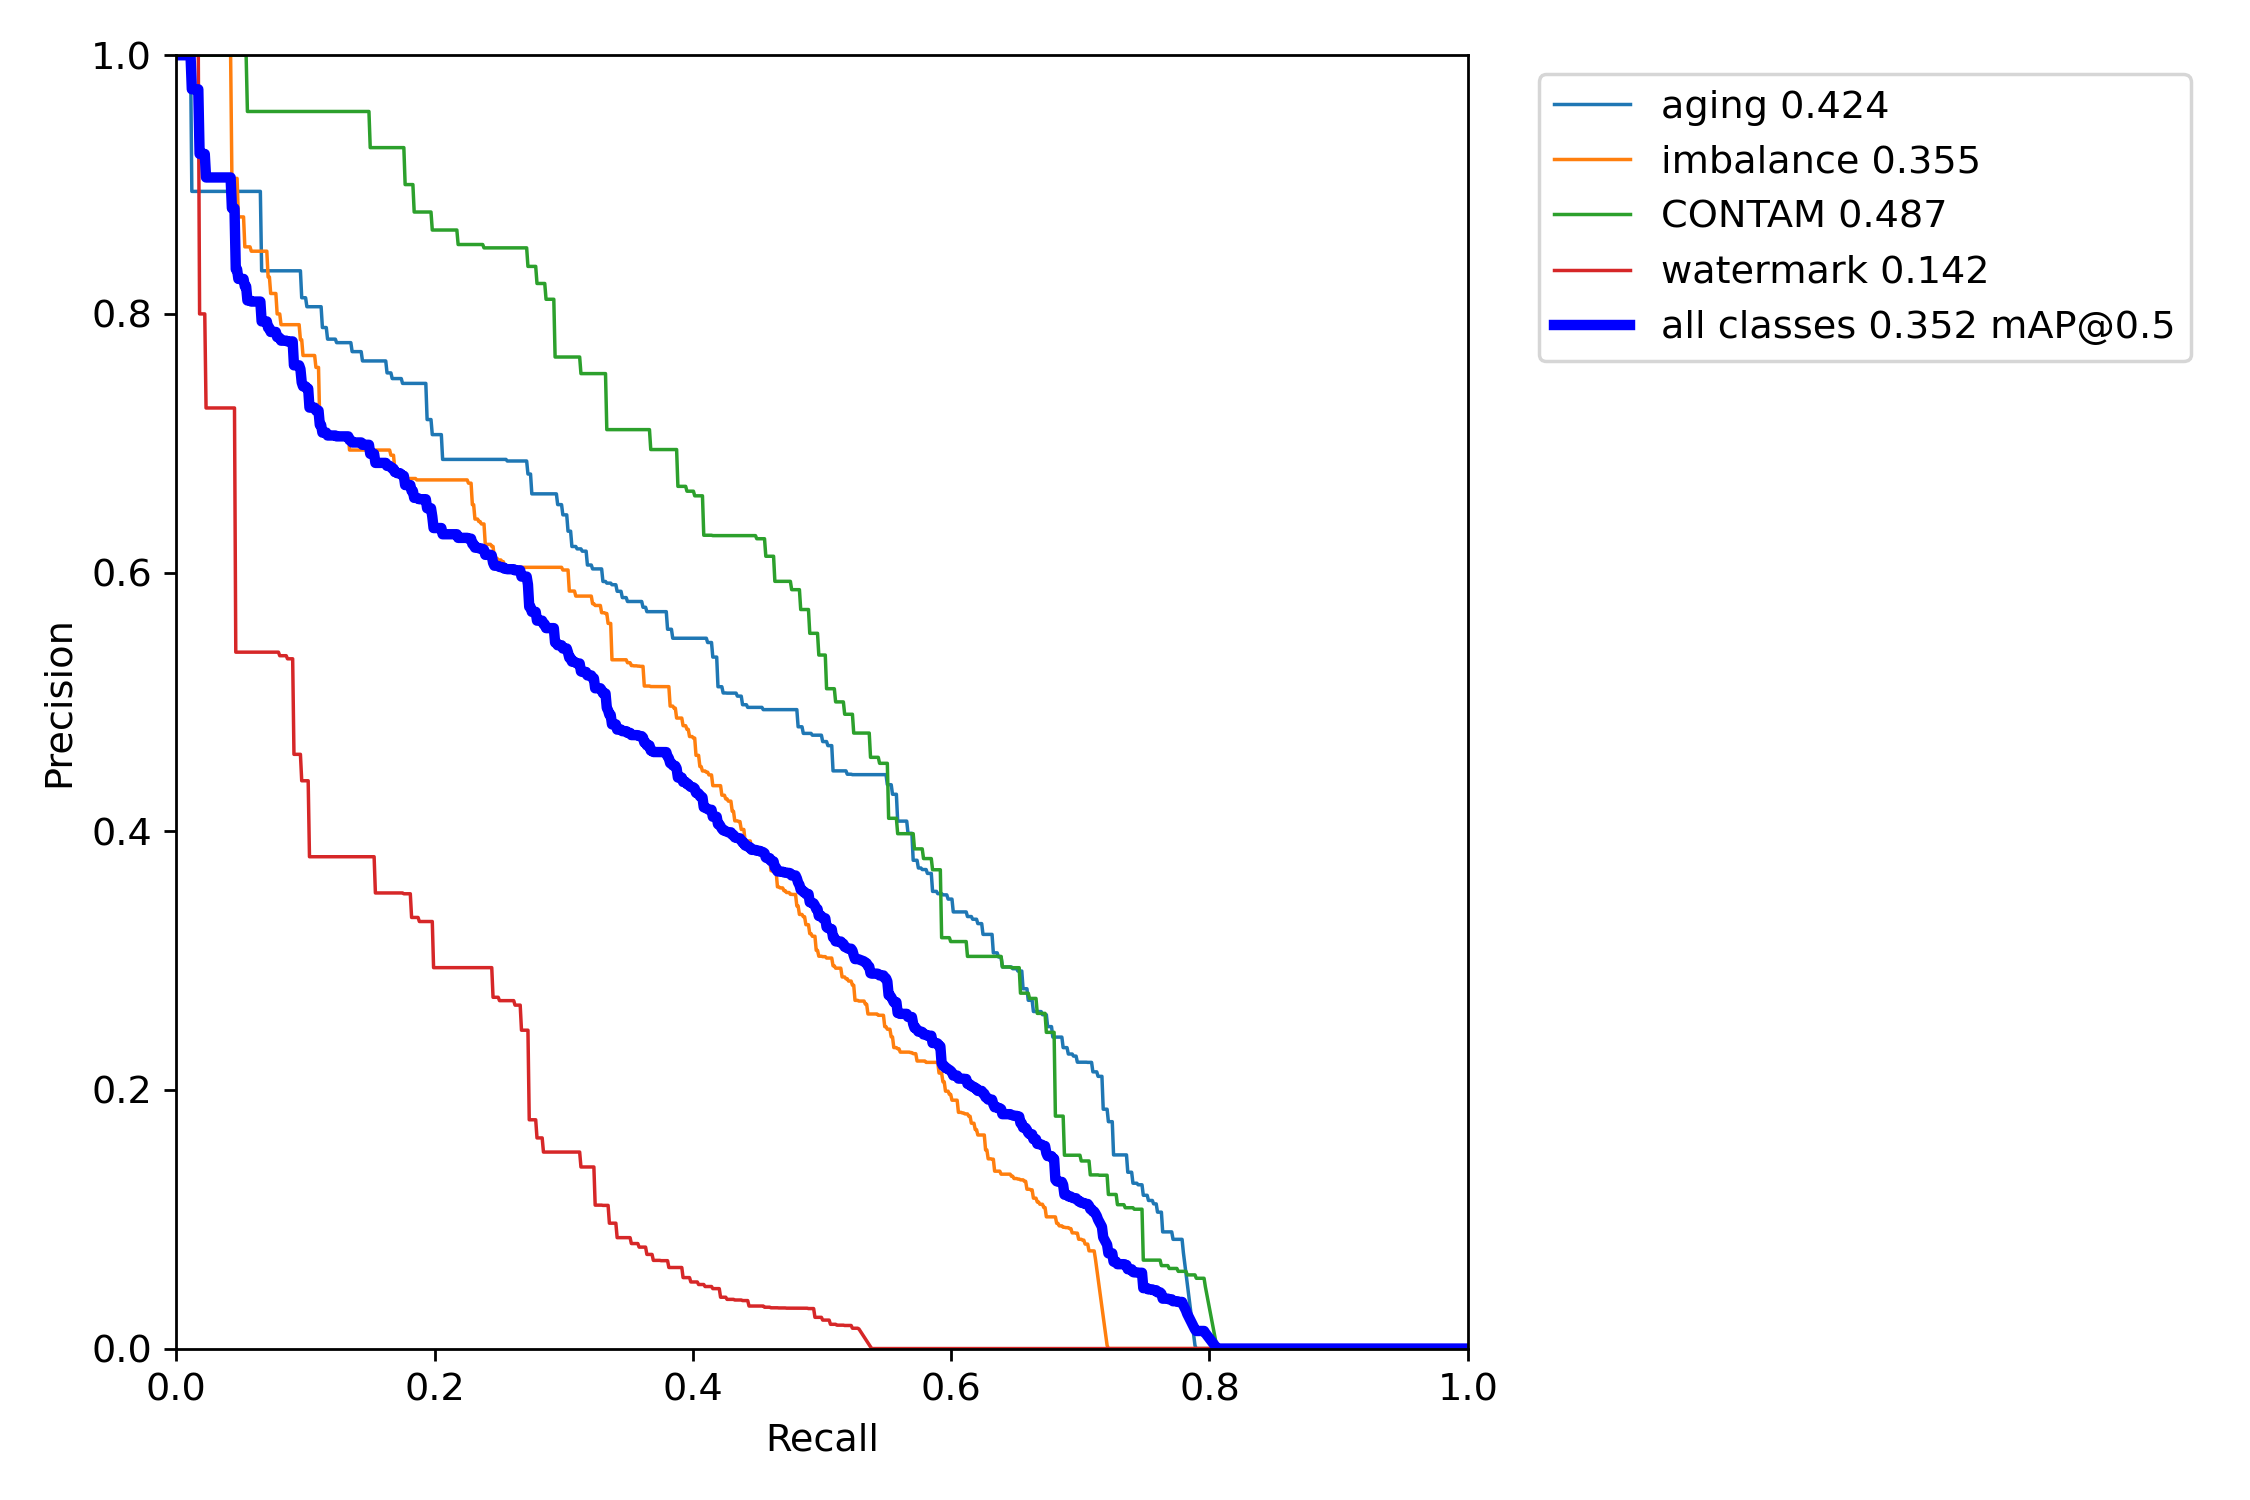 1.0
0.8
0.6
0.4
0.2
0.0
0.0 0.2 0.4 0.6 0.8 1.0
Precision
Recall
aging 0.424
imbalance 0.355
CONTAM 0.487
watermark 0.142
all classes 0.352 mAP@0.5